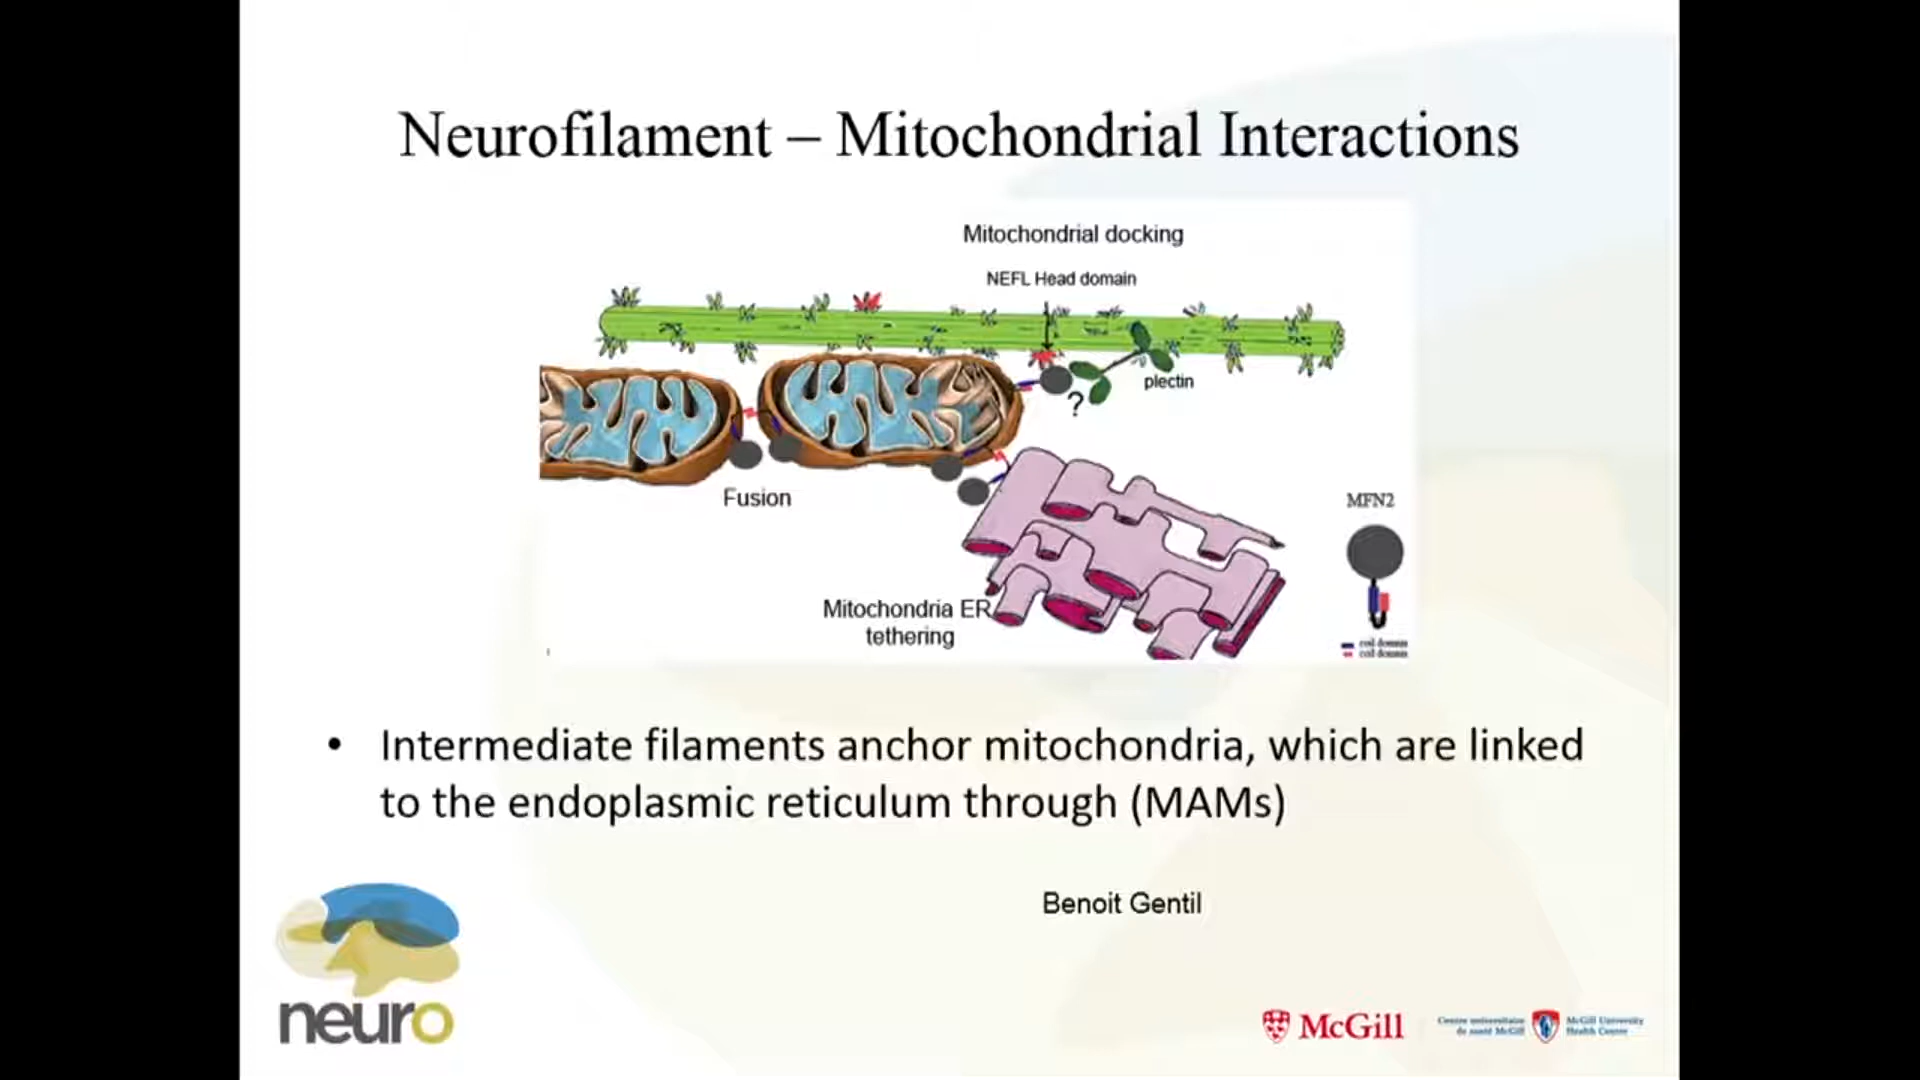 Neurofilament – Mitochondrial Interactions
Mitochondrial docking
NEFL Head domain
plectin
?
Fusion
MFN2
Mitochondria ER
tethering
coil domain
coil domain
• Intermediate filaments anchor mitochondria, which are linked
to the endoplasmic reticulum through (MAMs)
Benoit Gentil
neuro
McGill
Centre universitaire
de santé McGill
McGill University
Health Centre